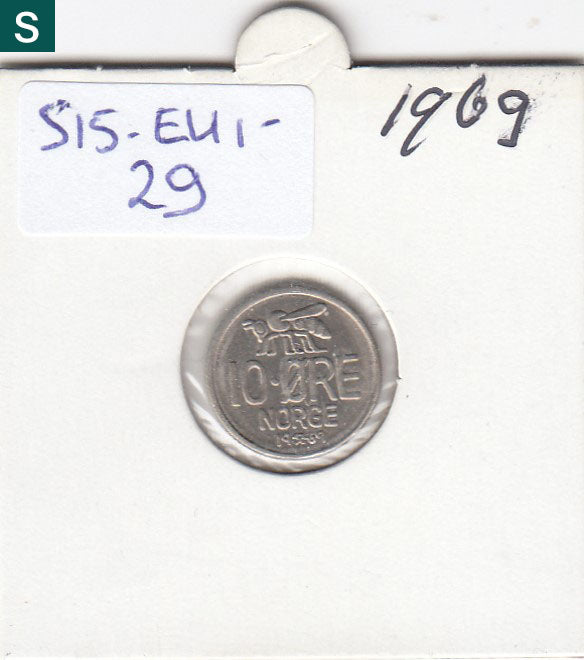 S
S15-EU1-
29
1969
10·ØRE
NORGE